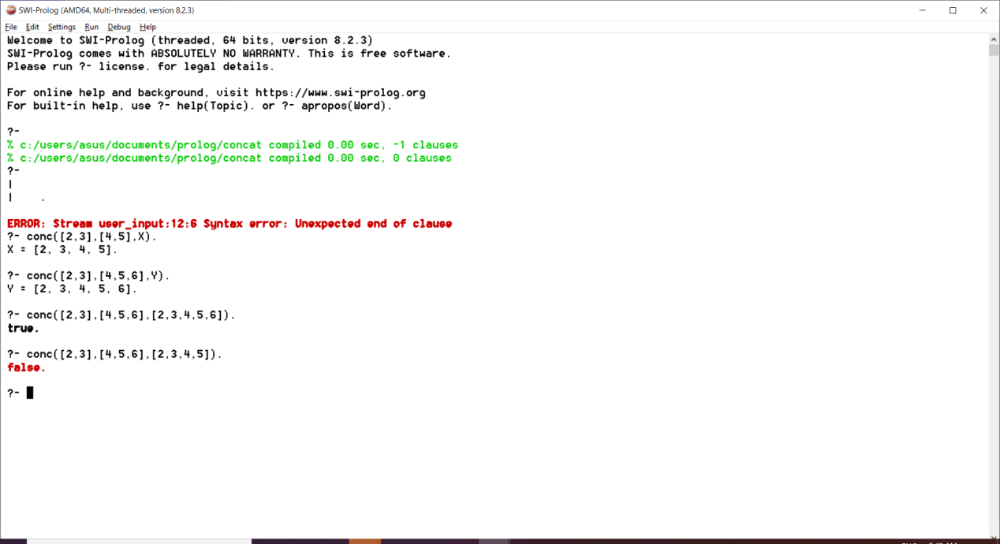 SWI-Prolog (AMD64, Multi-threaded, version 8.2.3)
File Edit Settings Run Debug Help
Welcome to SWI-Prolog (threaded, 64 bits, version 8.2.3)
SWI-Prolog comes with ABSOLUTELY NO WARRANTY. This is free software.
Please run ?- license. for legal details.
For online help and background, visit https://www.swi-prolog.org
For built-in help, use ?- help(Topic). or ?- apropos(Word).
?-
% c:/users/asus/documents/prolog/concat compiled 0.00 sec, -1 clauses
% c:/users/asus/documents/prolog/concat compiled 0.00 sec, 0 clauses
?-
|
|    .
ERROR: Stream user_input:12:6 Syntax error: Unexpected end of clause
?- conc([2,3],[4,5],X).
X = [2, 3, 4, 5].
?- conc([2,3],[4,5,6],Y).
Y = [2, 3, 4, 5, 6].
?- conc([2,3],[4,5,6],[2,3,4,5,6]).
true.
?- conc([2,3],[4,5,6],[2,3,4,5]).
false.
?-